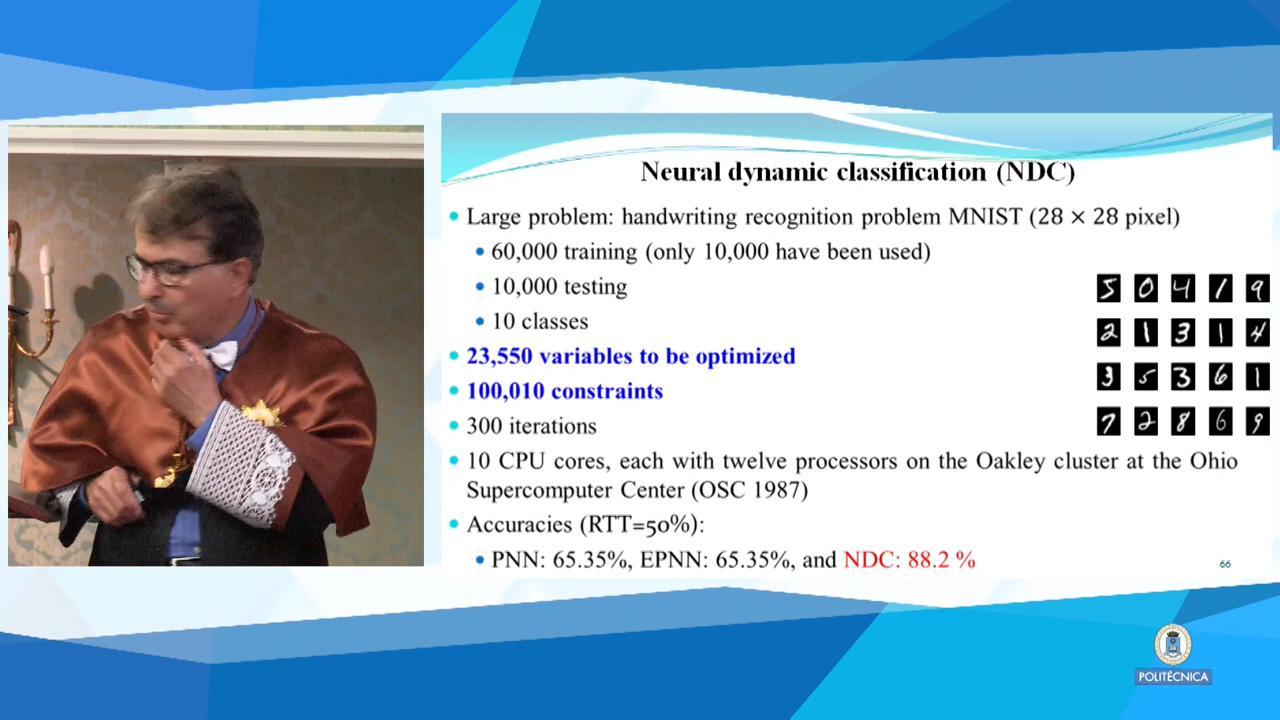 Neural dynamic classification (NDC)
• Large problem: handwriting recognition problem MNIST (28 × 28 pixel)
• 60,000 training (only 10,000 have been used)
• 10,000 testing
• 10 classes
• 23,550 variables to be optimized
• 100,010 constraints
• 300 iterations
• 10 CPU cores, each with twelve processors on the Oakley cluster at the Ohio
Supercomputer Center (OSC 1987)
• Accuracies (RTT=50%):
• PNN: 65.35%, EPNN: 65.35%, and NDC: 88.2 %
5 0 4 1 9
2 1 3 1 4
3 5 3 6 1
7 2 8 6 9
66
POLITÉCNICA